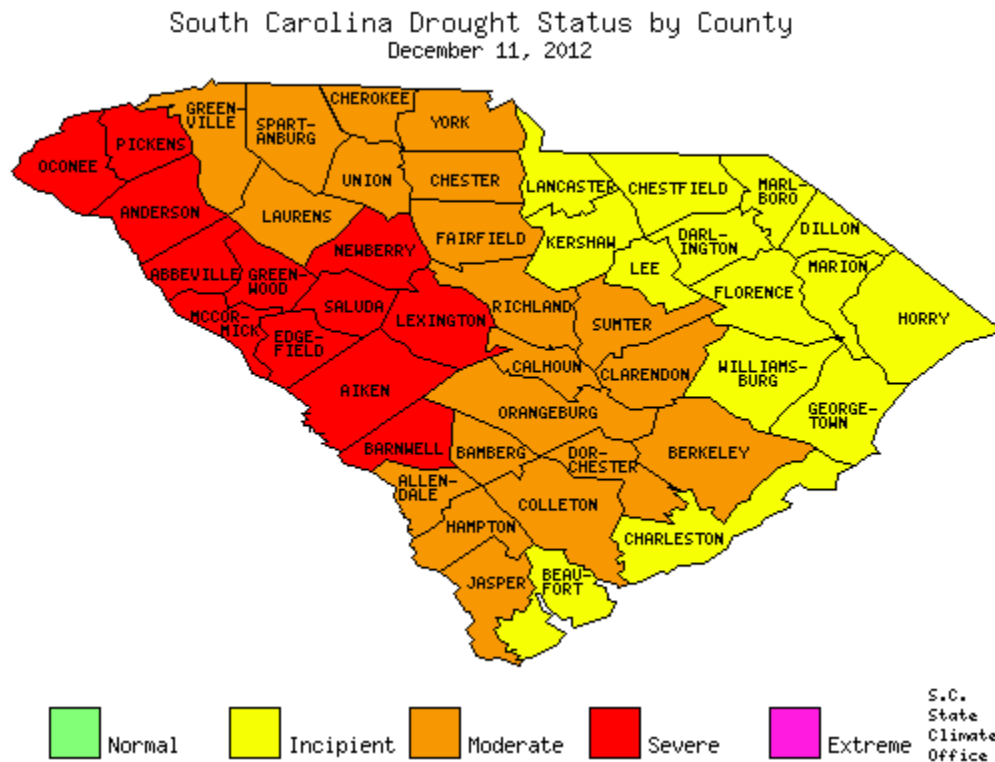 South Carolina Drought Status by County
December 11, 2012
CHEROKEE
GREEN-
VILLE
SPART-
ANBURG
YORK
PICKENS
OCONEE
UNION
CHESTER
LANCASTER
CHESTFIELD
MARL-
BORO
ANDERSON
LAURENS
FAIRFIELD
KERSHAW
DARL-
INGTON
DILLON
NEWBERRY
LEE
MARION
ABBEVILLE
GREEN-
WOOD
SALUDA
LEXINGTON
RICHLAND
SUMTER
FLORENCE
HORRY
MCCOR-
MICK
EDGE-
FIELD
CALHOUN
CLARENDON
WILLIAMS-
BURG
AIKEN
ORANGEBURG
GEORGE-
TOWN
BARNWELL
BAMBERG
DOR-
CHESTER
BERKELEY
ALLEN-
DALE
COLLETON
HAMPTON
CHARLESTON
JASPER
BEAU-
FORT
Normal
Incipient
Moderate
Severe
Extreme
S.C.
State
Climate
Office